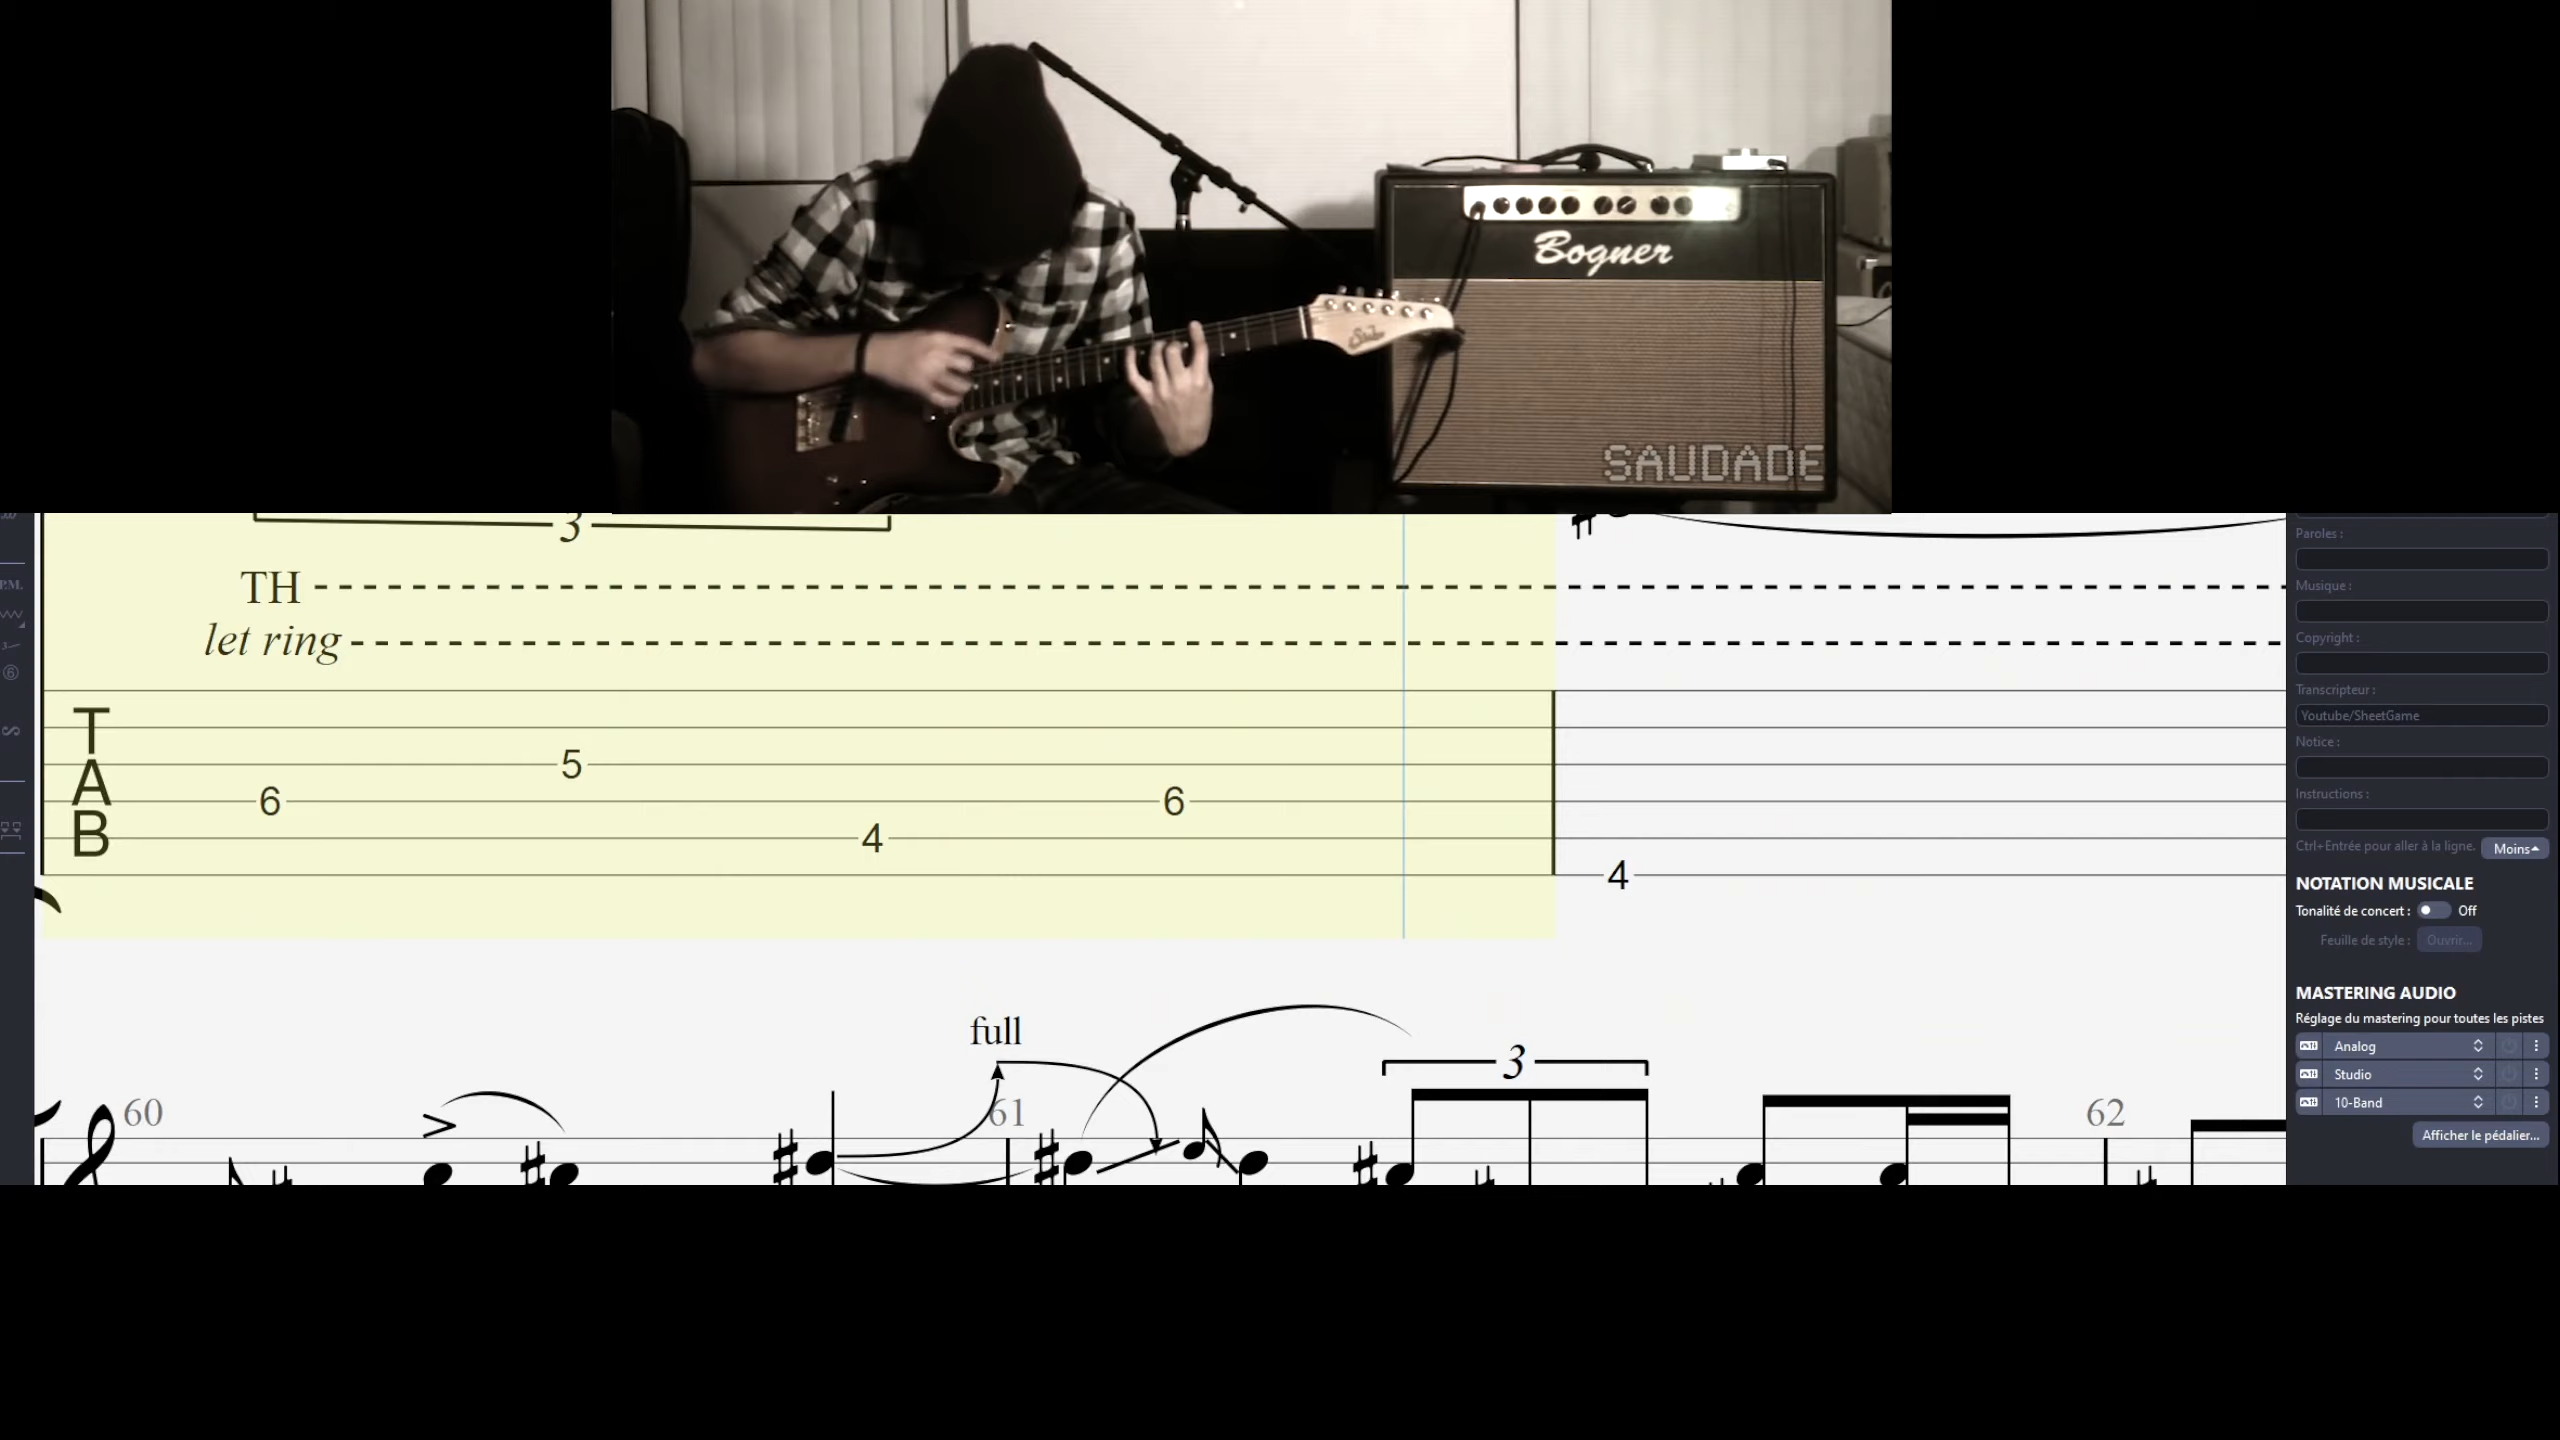 Bogner
SAUDADE
3
TH
let ring
T
A
B
6
5
4
6
4
full
3
60
61
62
P.M.
Paroles :
Musique :
Copyright :
Transcripteur :
Youtube/SheetGame
Notice :
Instructions :
Ctrl+Entrée pour aller à la ligne. Moins
NOTATION MUSICALE
Tonalité de concert : Off
Feuille de style : Ouvrir...
MASTERING AUDIO
Réglage du mastering pour toutes les pistes
Analog
Studio
10-Band
Afficher le pédalier...